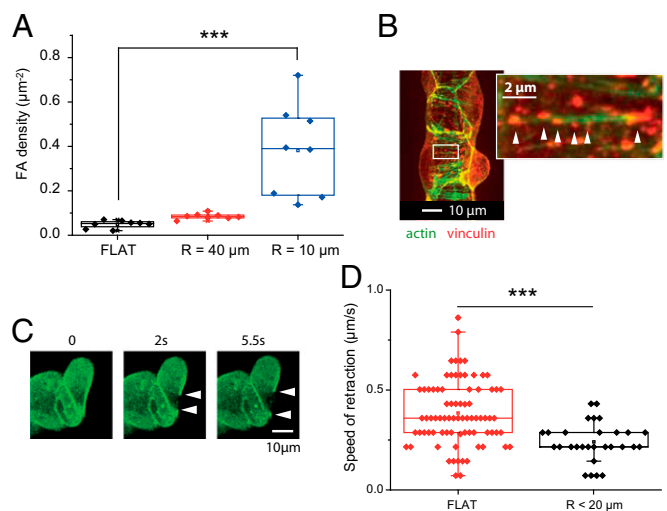 A
***
FA density (µm-2)
0.8
0.6
0.4
0.2
0.0
FLAT
R = 40 µm
R = 10 µm
B
2 µm
10 µm
actin
vinculin
C
0
2s
5.5s
10µm
D
***
Speed of retraction (µm/s)
1.0
0.5
0.0
FLAT
R < 20 µm